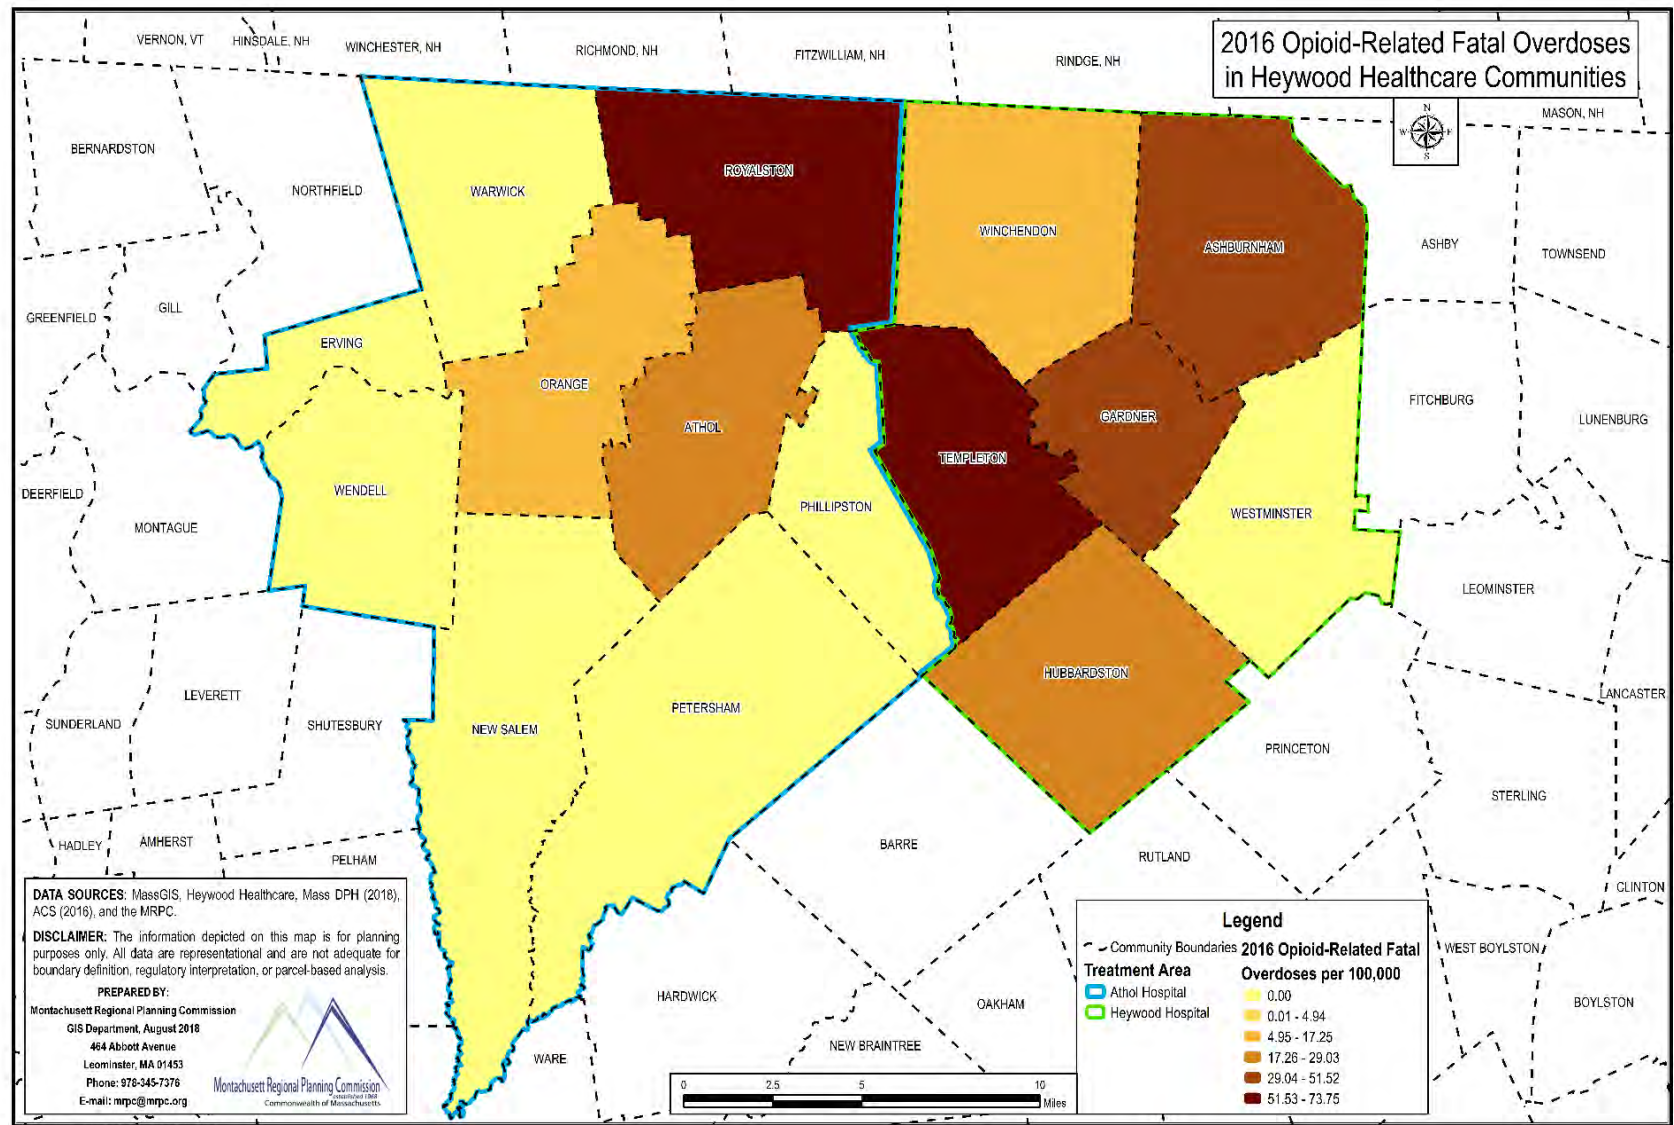 2016 Opioid-Related Fatal Overdoses
in Heywood Healthcare Communities
VERNON, VT
HINSDALE, NH
WINCHESTER, NH
RICHMOND, NH
FITZWILLIAM, NH
RINDGE, NH
MASON, NH
N
W
E
S
BERNARDSTON
NORTHFIELD
WARWICK
ROYALSTON
WINCHENDON
ASHBURNHAM
ASHBY
TOWNSEND
GREENFIELD
GILL
ERVING
ORANGE
ATHOL
GARDNER
FITCHBURG
LUNENBURG
DEERFIELD
MONTAGUE
WENDELL
PHILLIPSTON
TEMPLETON
WESTMINSTER
LEOMINSTER
SUNDERLAND
LEVERETT
SHUTESBURY
NEW SALEM
PETERSHAM
HUBBARDSTON
PRINCETON
LANCASTER
STERLING
HADLEY
AMHERST
PELHAM
BARRE
RUTLAND
CLINTON
HARDWICK
OAKHAM
WEST BOYLSTON
BOYLSTON
WARE
NEW BRAINTREE
DATA SOURCES: MassGIS, Heywood Healthcare, Mass DPH (2018),
ACS (2016), and the MRPC.
DISCLAIMER: The information depicted on this map is for planning
purposes only. All data are representational and are not adequate for
boundary definition, regulatory interpretation, or parcel-based analysis.
PREPARED BY:
Montachusett Regional Planning Commission
GIS Department, August 2018
464 Abbott Avenue
Leominster, MA 01453
Phone: 978-345-7376
E-mail: mrpc@mrpc.org
Montachusett Regional Planning Commission
established 1968
Commonwealth of Massachusetts
0 2.5 5 10
Miles
Legend
Community Boundaries
Treatment Area
Athol Hospital
Heywood Hospital
2016 Opioid-Related Fatal
Overdoses per 100,000
0.00
0.01 - 4.94
4.95 - 17.25
17.26 - 29.03
29.04 - 51.52
51.53 - 73.75